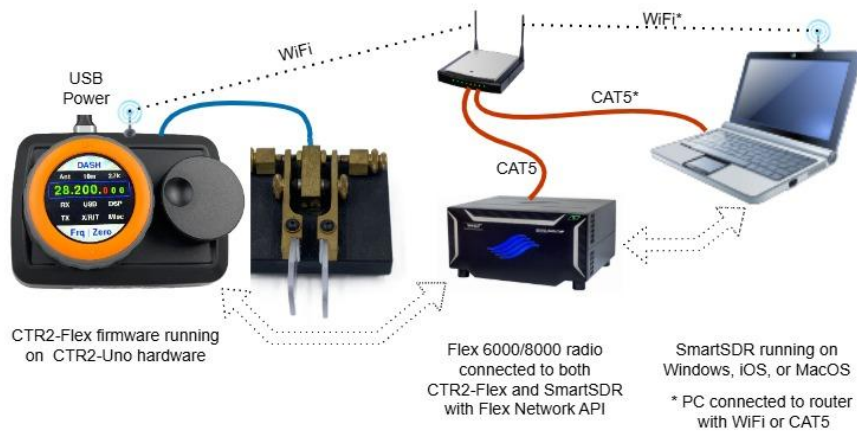 WiFi
WiFi*
USB
Power
CAT5*
CAT5
DASH
Ant 10m 2.7k
28.200.000
RX USB DSP
TX X/RIT Misc
Frq | Zero
CTR2-Flex firmware running
on CTR2-Uno hardware
Flex 6000/8000 radio
connected to both
CTR2-Flex and SmartSDR
with Flex Network API
SmartSDR running on
Windows, iOS, or MacOS
* PC connected to router
with WiFi or CAT5